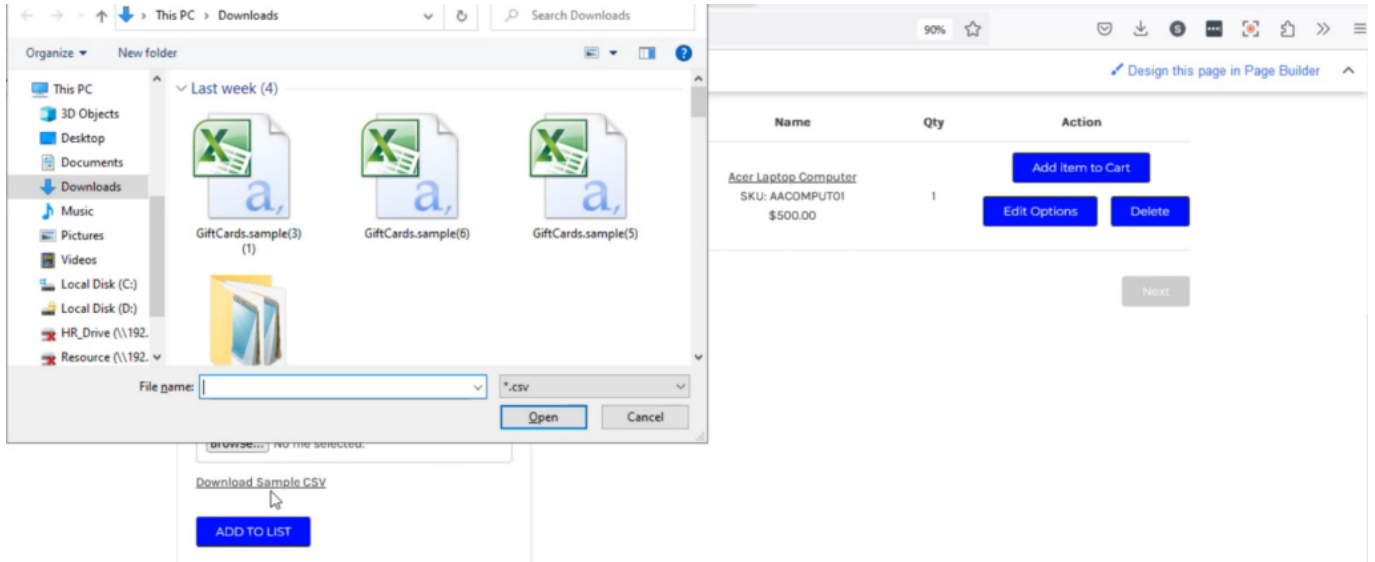 This PC > Downloads
Search Downloads
Organize
New folder
This PC
3D Objects
Desktop
Documents
Downloads
Music
Pictures
Videos
Local Disk (C:)
Local Disk (D:)
HR_Drive (\\192.
Resource (\\192.
Last week (4)
GiftCards.sample(3)
(1)
GiftCards.sample(6)
GiftCards.sample(5)
File name:
*.csv
Open
Cancel
Browse... No file selected.
Download Sample CSV
ADD TO LIST
90%
Design this page in Page Builder
Name Qty Action
Acer Laptop Computer
SKU: AACOMPUT01
$500.00
1
Add item to Cart
Edit Options
Delete
Next